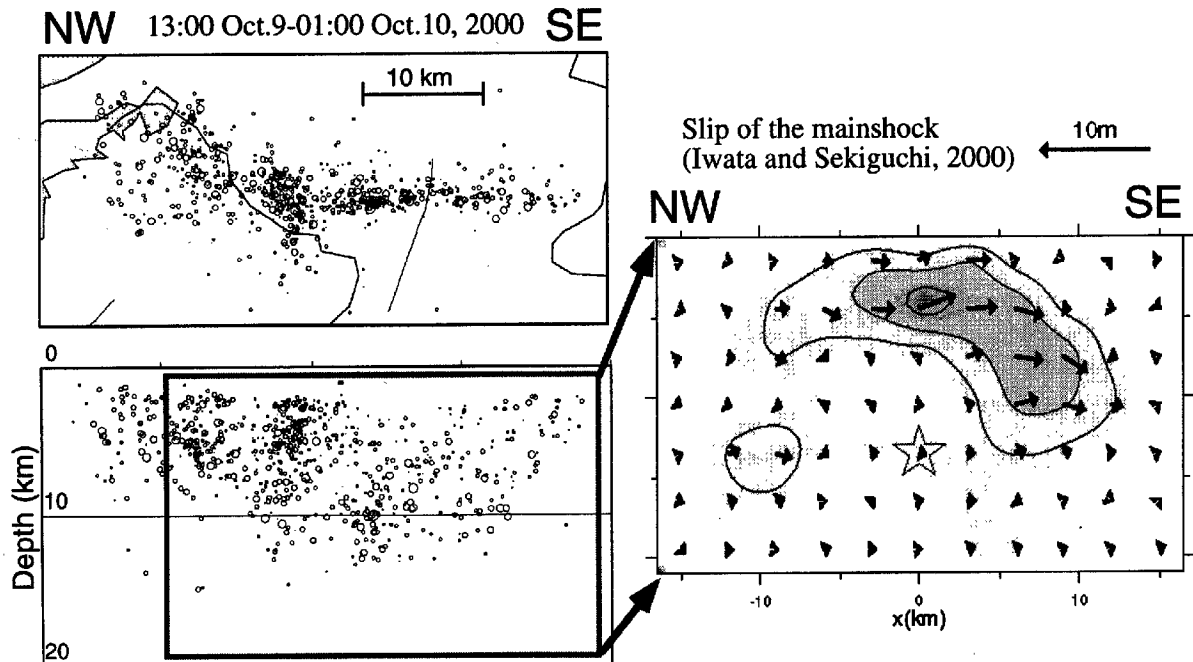 NW 13:00 Oct.9-01:00 Oct.10, 2000 SE
10 km
Slip of the mainshock
(Iwata and Sekiguchi, 2000)
10m
NW SE
0
10
20
Depth (km)
-10 0 10
x(km)